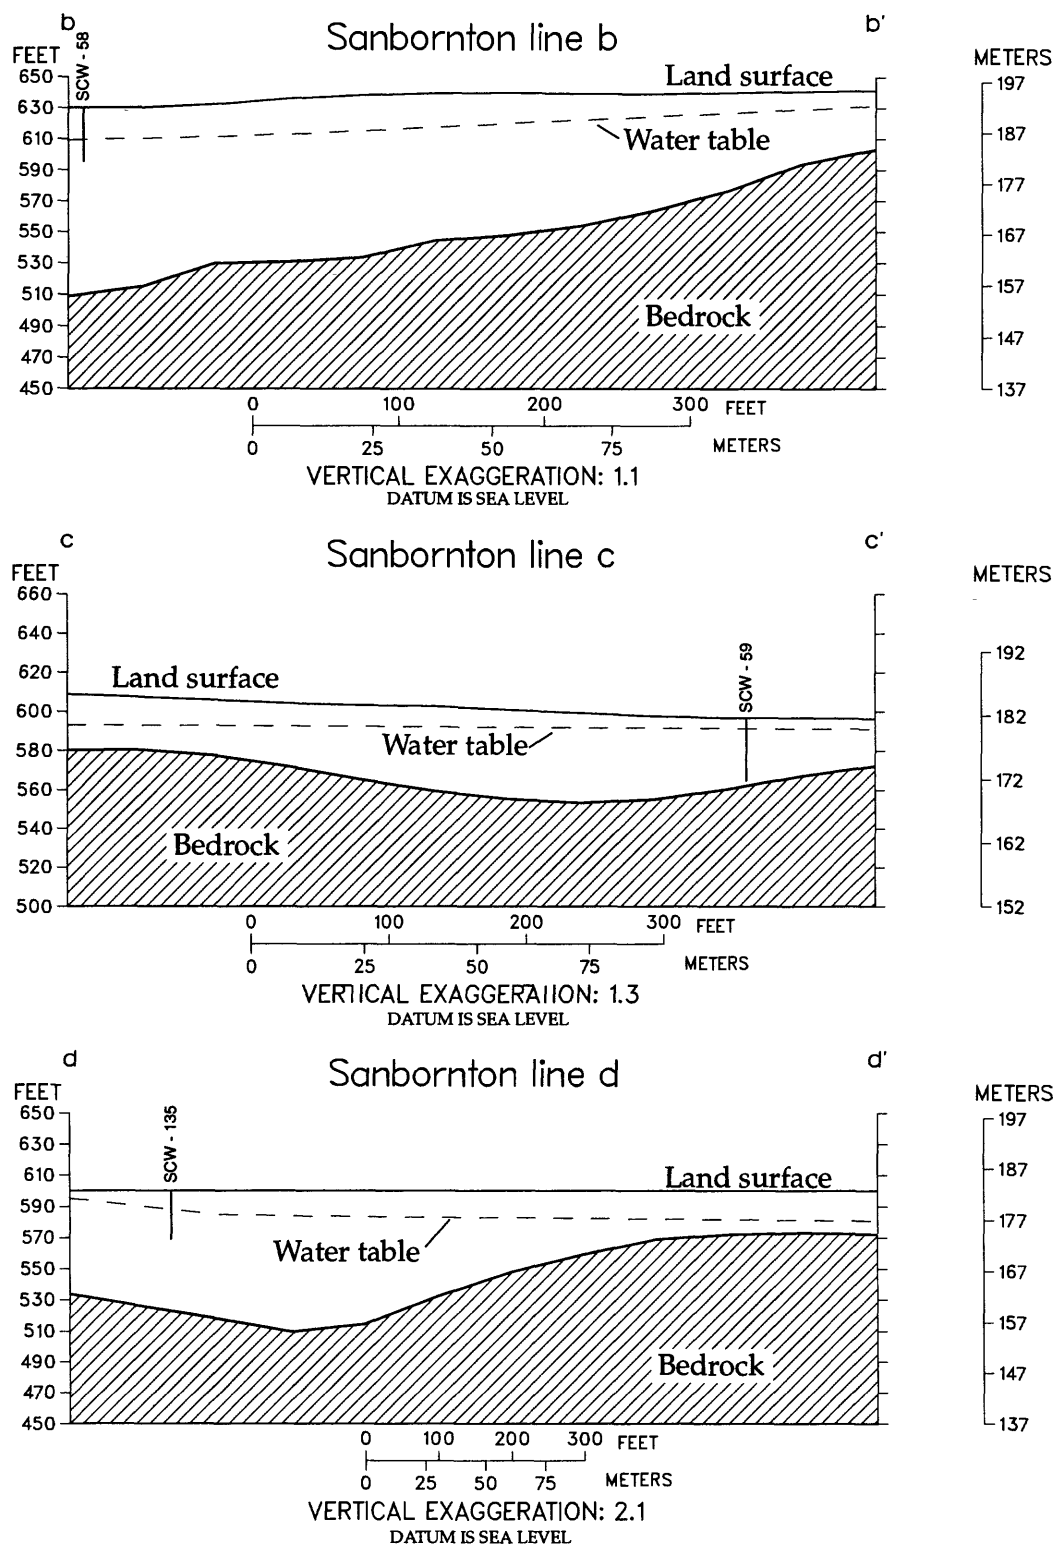 b b'
Sanbornton line b
FEET METERS
SCW - 58
650
630
610
590
570
550
530
510
490
470
450
Land surface
Water table
Bedrock
197
187
177
167
157
147
137
0 100 200 300 FEET
0 25 50 75 METERS
VERTICAL EXAGGERATION: 1.1
DATUM IS SEA LEVEL
c c'
Sanbornton line c
FEET METERS
660
640
620
600
580
560
540
520
500
Land surface
SCW - 59
Water table
Bedrock
192
182
172
162
152
0 100 200 300 FEET
0 25 50 75 METERS
VERTICAL EXAGGERATION: 1.3
DATUM IS SEA LEVEL
d d'
Sanbornton line d
FEET METERS
650
630
610
590
570
550
530
510
490
470
450
SCW - 135
Land surface
Water table
Bedrock
197
187
177
167
157
147
137
0 100 200 300 FEET
0 25 50 75 METERS
VERTICAL EXAGGERATION: 2.1
DATUM IS SEA LEVEL